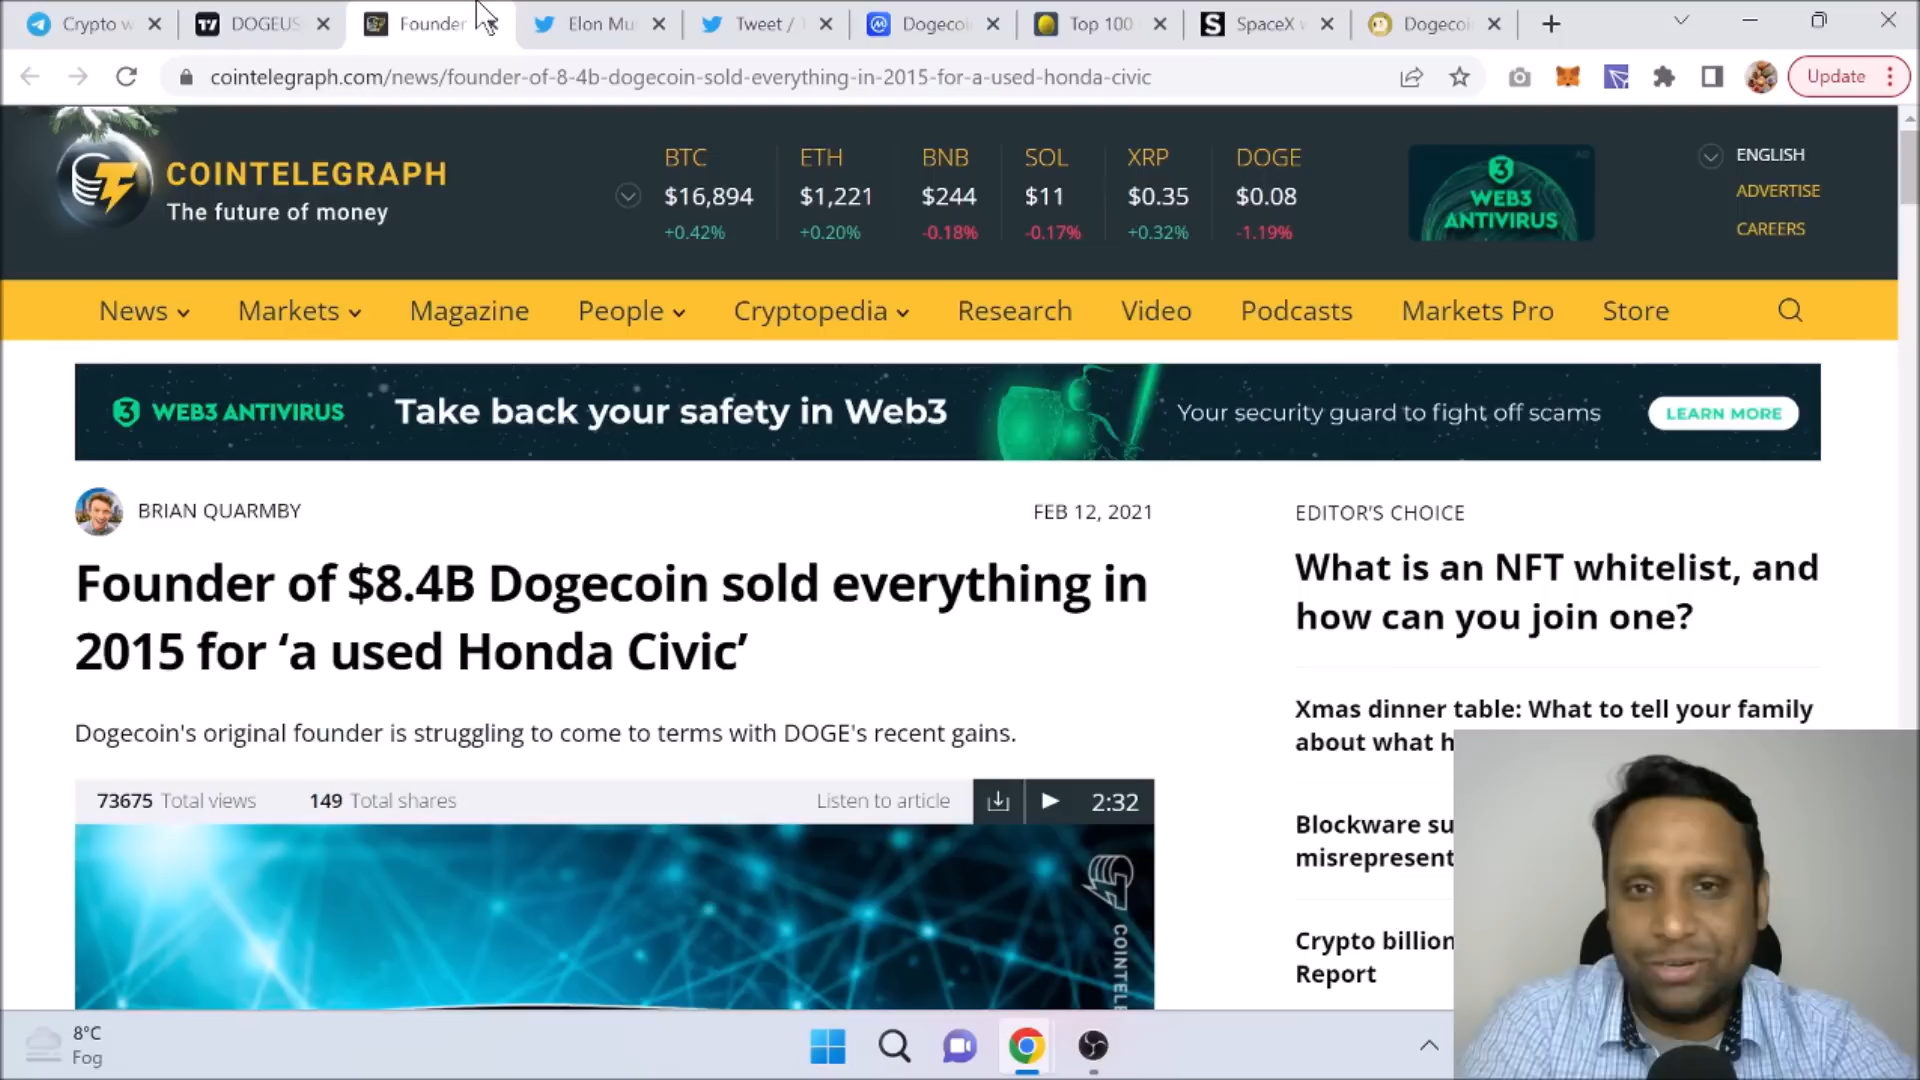 Crypto w
DOGEUS
Founder
Elon Mu
Tweet / 
Dogecoi
Top 100
SpaceX
Dogecoi
cointelegraph.com/news/founder-of-8-4b-dogecoin-sold-everything-in-2015-for-a-used-honda-civic
Update
COINTELEGRAPH
The future of money
BTC ETH BNB SOL XRP DOGE
$16,894 $1,221 $244 $11 $0.35 $0.08
+0.42% +0.20% -0.18% -0.17% +0.32% -1.19%
AD
WEB3
ANTIVIRUS
ENGLISH
ADVERTISE
CAREERS
News Markets Magazine People Cryptopedia Research Video Podcasts Markets Pro Store
WEB3 ANTIVIRUS Take back your safety in Web3 Your security guard to fight off scams LEARN MORE
BRIAN QUARMBY FEB 12, 2021
Founder of $8.4B Dogecoin sold everything in
2015 for ‘a used Honda Civic’
Dogecoin's original founder is struggling to come to terms with DOGE's recent gains.
73675 Total views 149 Total shares Listen to article 2:32
COINTELE
EDITOR’S CHOICE
What is an NFT whitelist, and
how can you join one?
Xmas dinner table: What to tell your family
about what h
Blockware su
misrepresent
Crypto billion
Report
8°C
Fog